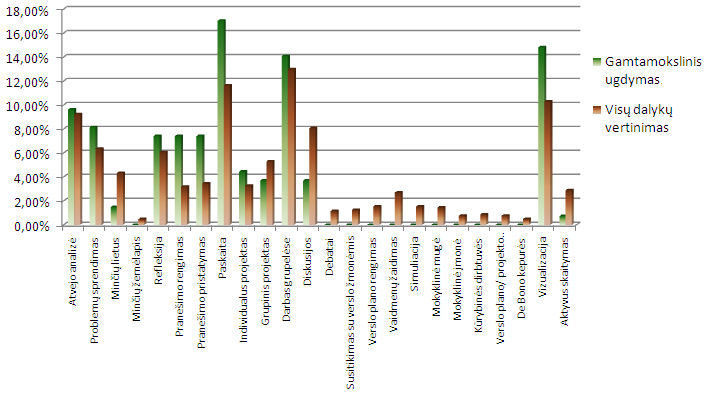 18,00%
16,00%
14,00%
12,00%
10,00%
8,00%
6,00%
4,00%
2,00%
0,00%
Atvejo analizė
Problemų sprendimas
Minčių lietus
Minčių žemėlapis
Refleksija
Pranešimo rengimas
Pranešimo pristatymas
Paskaita
Individualus projektas
Grupinis projektas
Darbas grupelėse
Diskusijos
Debatai
Susitikimas su verslo žmonėmis
Verslo plano rengimas
Vaidmenų žaidimas
Simuliacija
Mokyklinė mugė
Mokyklinė įmonė
Kūrybinės dirbtuvės
Verslo plano/ projekto..
De Bono kepurės
Vizualizacija
Aktyvus skaitymas
Gamtamokslinis
ugdymas.
Visų dalykų
vertinimas